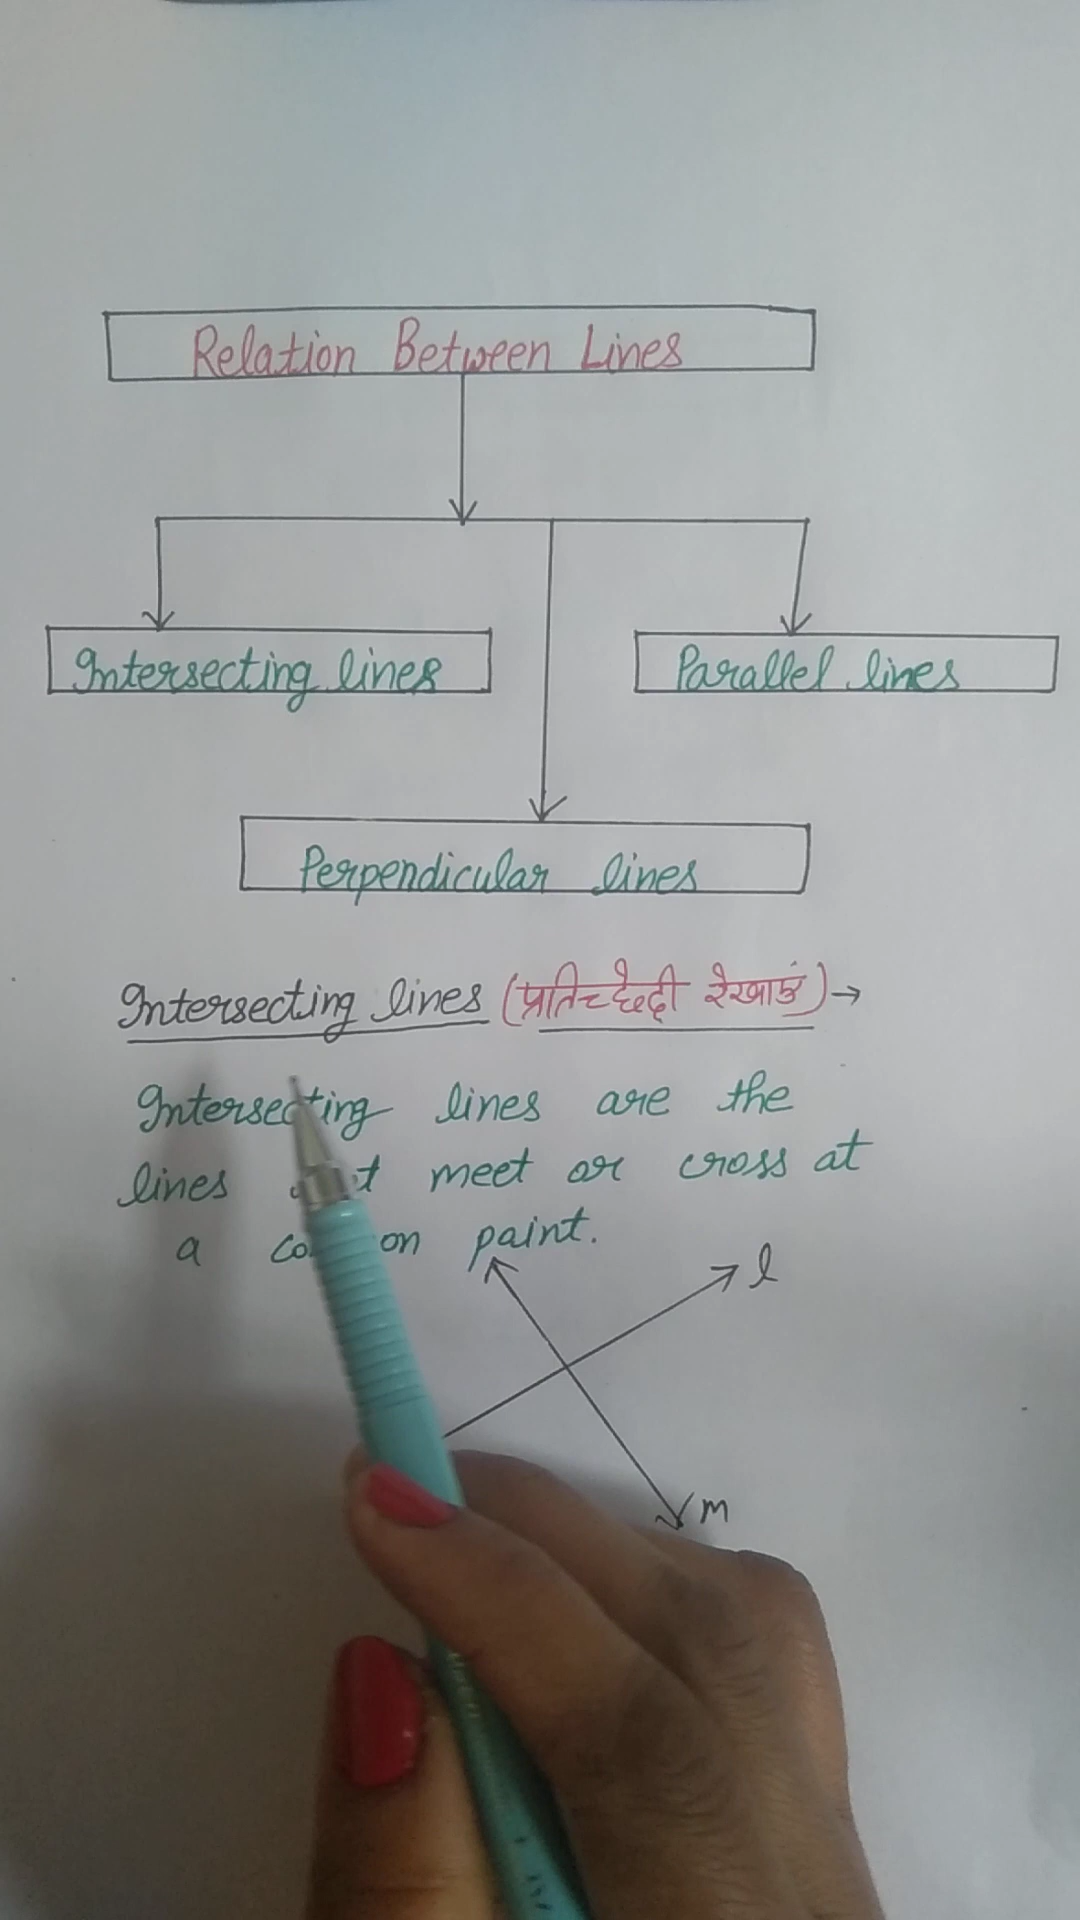 Relation Between Lines
Intersecting lines
Parallel lines
Perpendicular lines
Intersecting lines (प्रतिच्छेदी रेखाएं) →
Intersecting lines are the
lines meet or cross at
a paint.
l
m